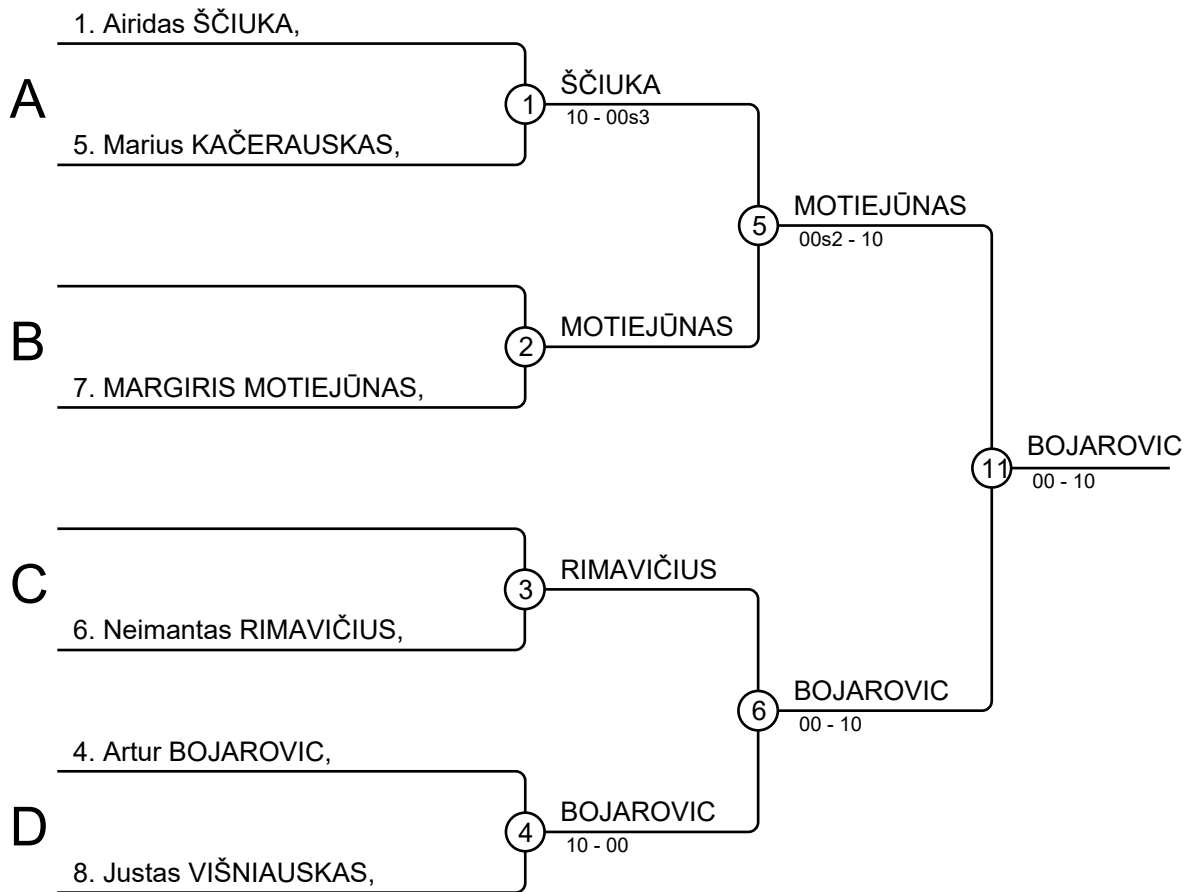 1. Airidas ŠČIUKA,
A
1
ŠČIUKA
10 - 00s3
5. Marius KAČERAUSKAS,
5
MOTIEJŪNAS
00s2 - 10
B
2
MOTIEJŪNAS
7. MARGIRIS MOTIEJŪNAS,
11
BOJAROVIC
00 - 10
C
3
RIMAVIČIUS
6. Neimantas RIMAVIČIUS,
6
BOJAROVIC
00 - 10
4. Artur BOJAROVIC,
D
4
BOJAROVIC
10 - 00
8. Justas VIŠNIAUSKAS,